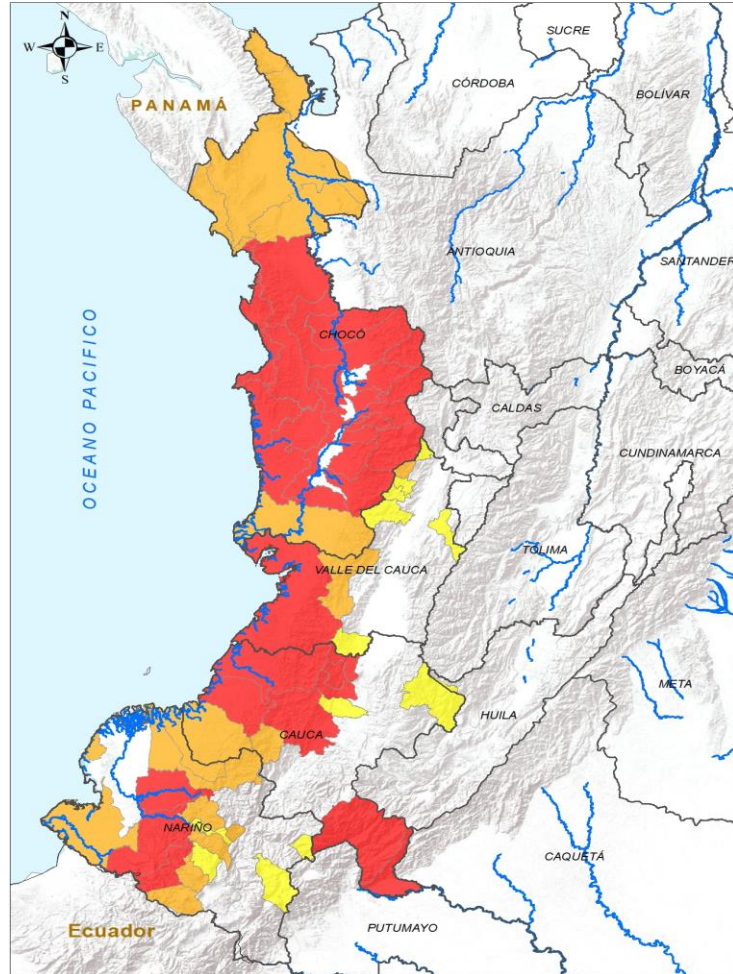 N
W E
S
SUCRE
CÓRDOBA
PANAMÁ
BOLÍVAR
ANTIOQUIA
SANTANDER
OCEANO PACIFICO
CHOCÓ
BOYACÁ
CALDAS
CUNDINAMARCA
TOLIMA
VALLE DEL CAUCA
META
HUILA
CAUCA
NARIÑO
CAQUETÁ
Ecuador
PUTUMAYO